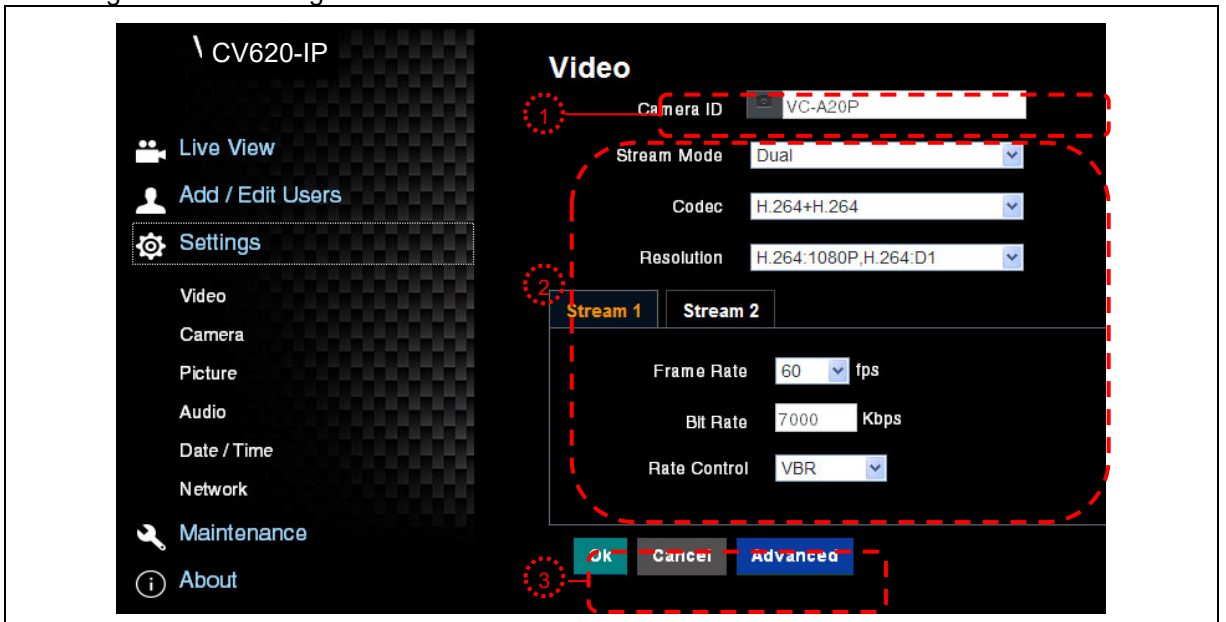 CV620-IP
Live View
Add / Edit Users
Settings
Video
Camera
Picture
Audio
Date / Time
Network
Maintenance
About
Video
1
Camera ID VC-A20P
Stream Mode Dual
Codec H.264+H.264
Resolution H.264:1080P,H.264:D1
2
Stream 1 Stream 2
Frame Rate 60 fps
Bit Rate 7000 Kbps
Rate Control VBR
Ok Cancel Advanced
3